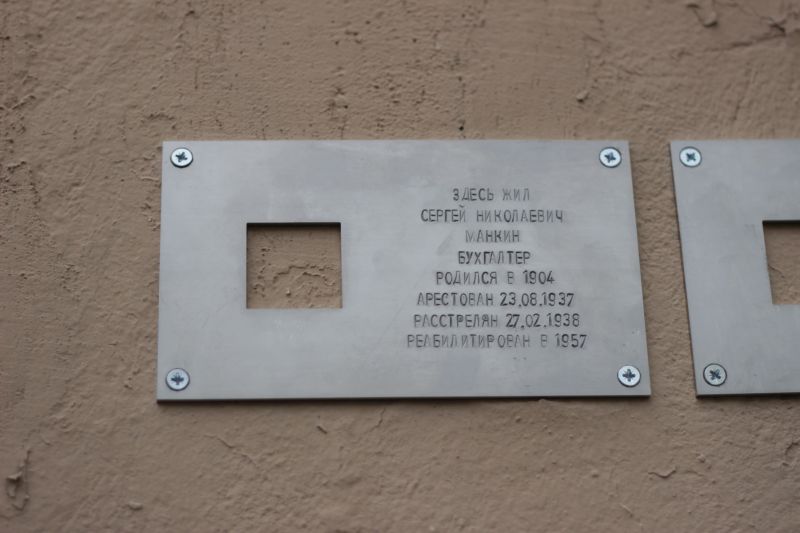 ЗДЕСЬ ЖИЛ
СЕРГЕЙ НИКОЛАЕВИЧ
МАНКИН
БУХГАЛТЕР
РОДИЛСЯ В 1904
АРЕСТОВАН 23.08.1937
РАССТРЕЛЯН 27.02.1938
РЕАБИЛИТИРОВАН В 1957